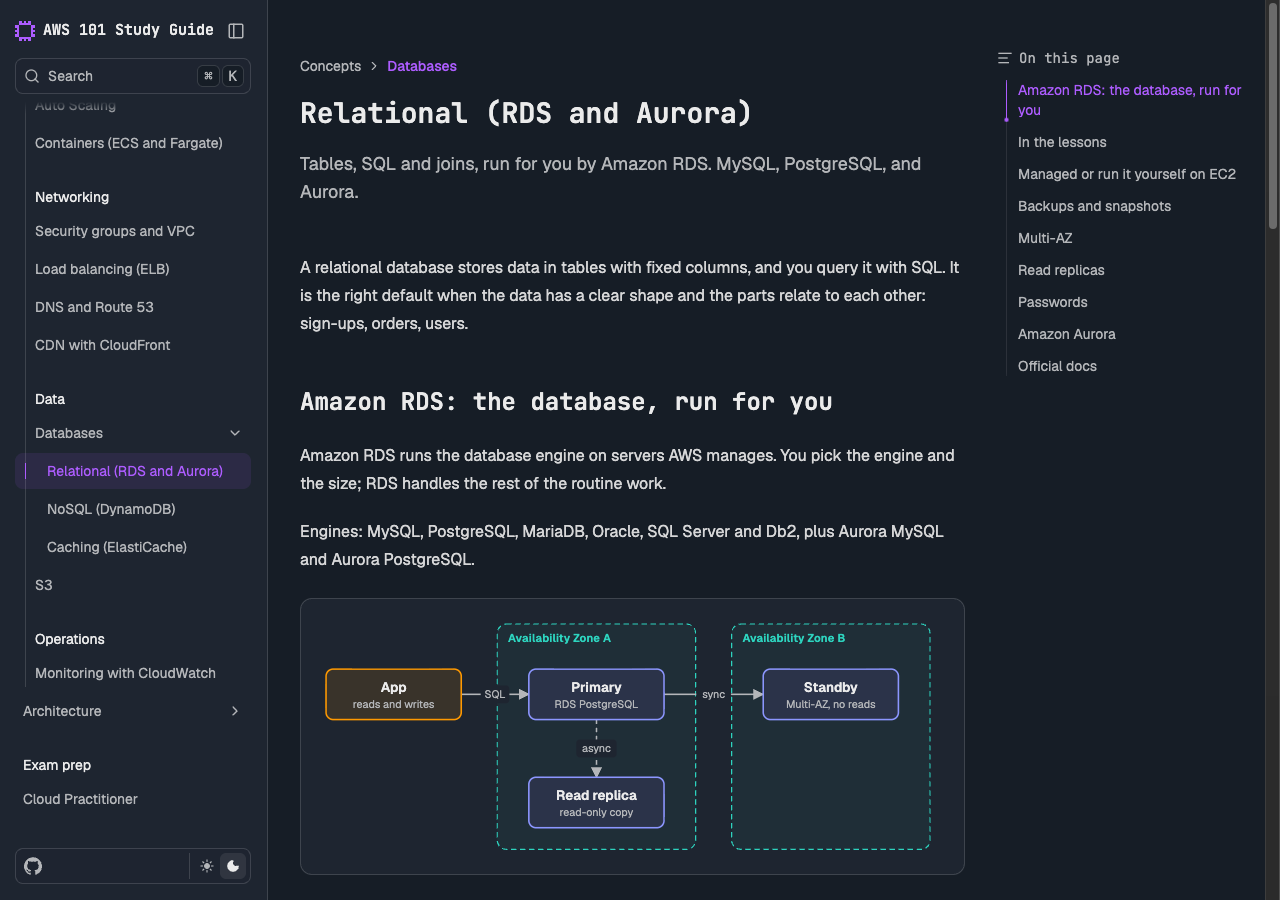 AWS 101 Study Guide
Search
⌘ K
Auto Scaling
Containers (ECS and Fargate)
Networking
Security groups and VPC
Load balancing (ELB)
DNS and Route 53
CDN with CloudFront
Data
Databases
Relational (RDS and Aurora)
NoSQL (DynamoDB)
Caching (ElastiCache)
S3
Operations
Monitoring with CloudWatch
Architecture
Exam prep
Cloud Practitioner
Concepts > Databases
Relational (RDS and Aurora)
Tables, SQL and joins, run for you by Amazon RDS. MySQL, PostgreSQL, and
Aurora.
A relational database stores data in tables with fixed columns, and you query it with SQL. It
is the right default when the data has a clear shape and the parts relate to each other:
sign-ups, orders, users.
Amazon RDS: the database, run for you
Amazon RDS runs the database engine on servers AWS manages. You pick the engine and
the size; RDS handles the rest of the routine work.
Engines: MySQL, PostgreSQL, MariaDB, Oracle, SQL Server and Db2, plus Aurora MySQL
and Aurora PostgreSQL.
Availability Zone A
Availability Zone B
App
reads and writes
SQL
Primary
RDS PostgreSQL
sync
Standby
Multi-AZ, no reads
async
Read replica
read-only copy
On this page
Amazon RDS: the database, run for
you
In the lessons
Managed or run it yourself on EC2
Backups and snapshots
Multi-AZ
Read replicas
Passwords
Amazon Aurora
Official docs